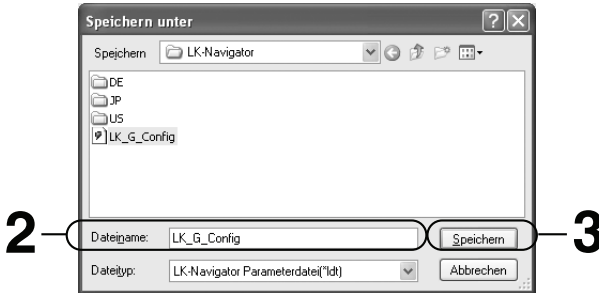 Speichern unter
Speichern LK-Navigator
DE
JP
US
LK_G_Config
2 Dateiname: LK_G_Config Speichern 3
Dateityp: LK-Navigator Parameterdatei(*ldt) Abbrechen